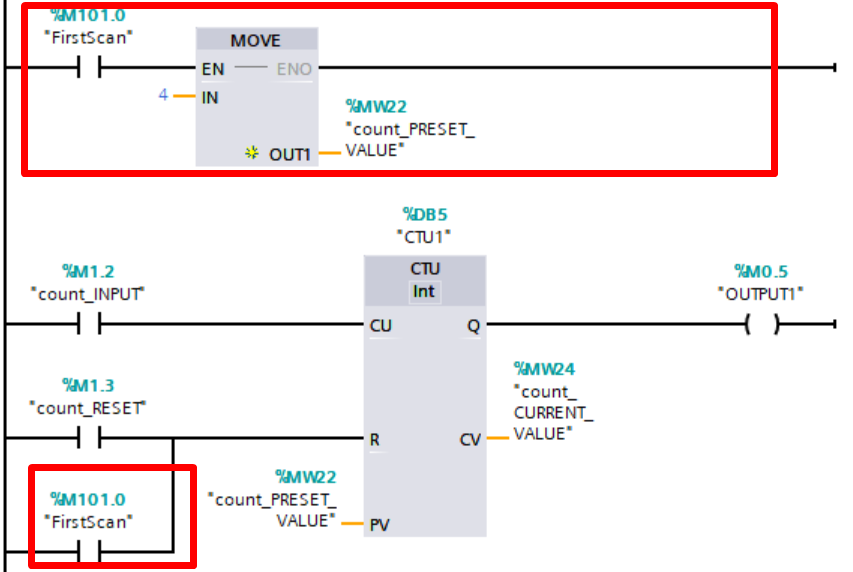 %M101.0
"FirstScan"
MOVE
EN
ENO
4
IN
%MW22
"count_PRESET_
VALUE"
OUT1
%DB5
"CTU1"
CTU
Int
%M1.2
"count_INPUT"
%M0.5
"OUTPUT1"
CU
Q
%MW24
"count_
CURRENT_
VALUE"
%M1.3
"count_RESET"
R
CV
%MW22
"count_PRESET_
VALUE"
PV
%M101.0
"FirstScan"